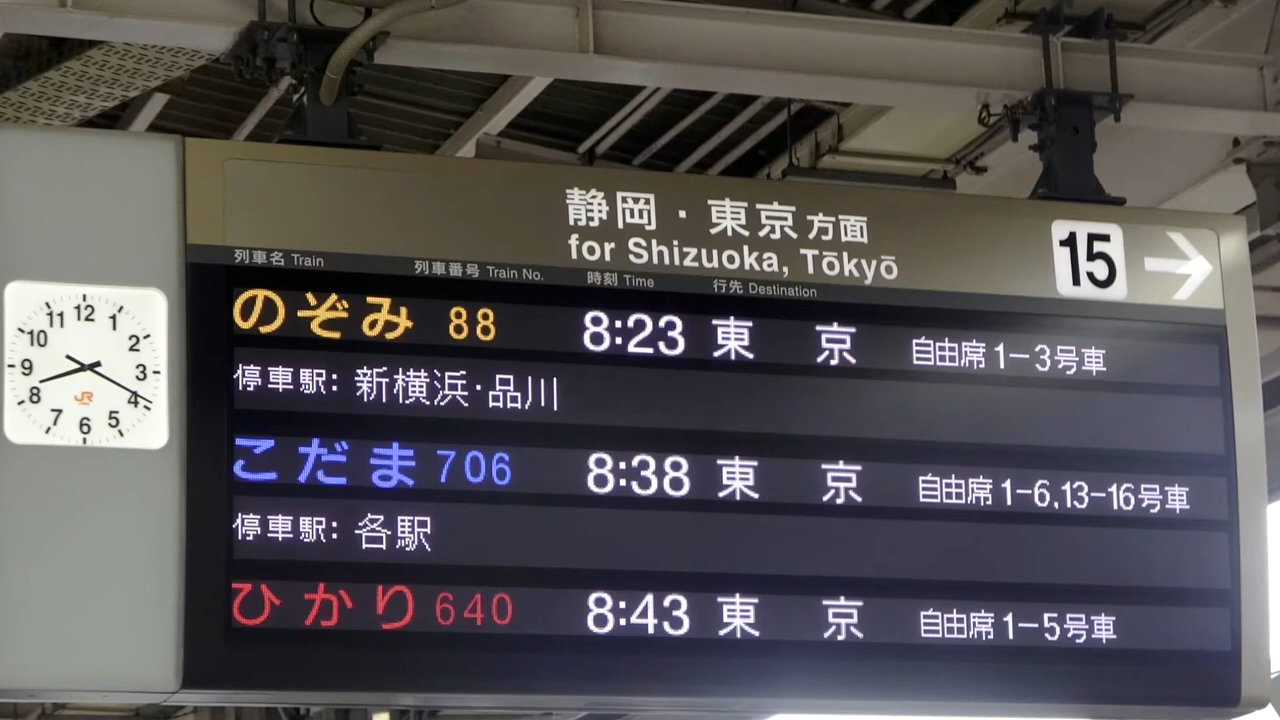 静岡・東京方面
for Shizuoka, Tōkyō
15
列車名 Train 列車番号 Train No. 時刻 Time 行先 Destination
のぞみ 88 8:23 東京 自由席 1-3号車
停車駅: 新横浜・品川
こだま 706 8:38 東京 自由席 1-6,13-16号車
停車駅: 各駅
ひかり 640 8:43 東京 自由席 1-5号車
12 1 2 3 4 5 6 7 8 9 10 11
JR